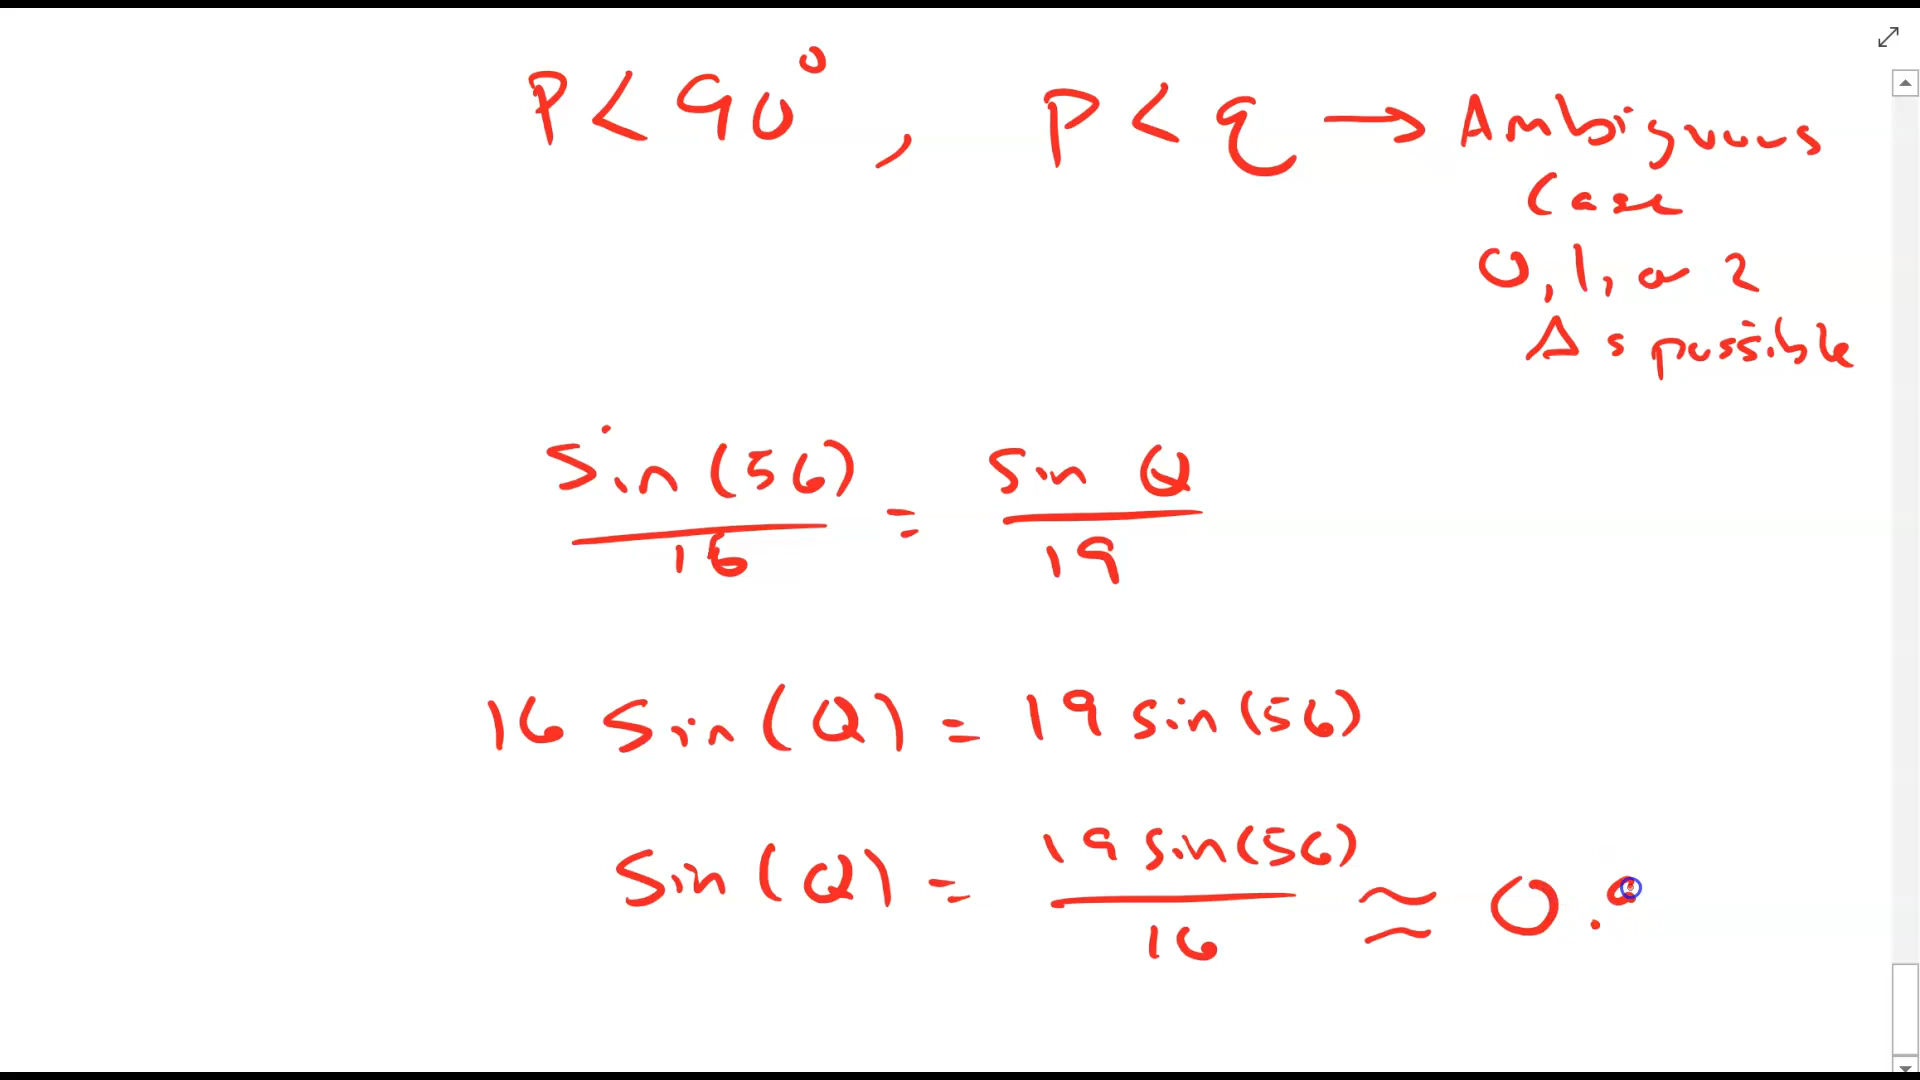 P < 90°, p < q → Ambiguous
Case
0, 1, or 2
Δs possible
sin(56)/16 = sin Q/19
16 sin(Q) = 19 sin(56)
sin(Q) = 19 sin(56)/16 ≈ 0.9